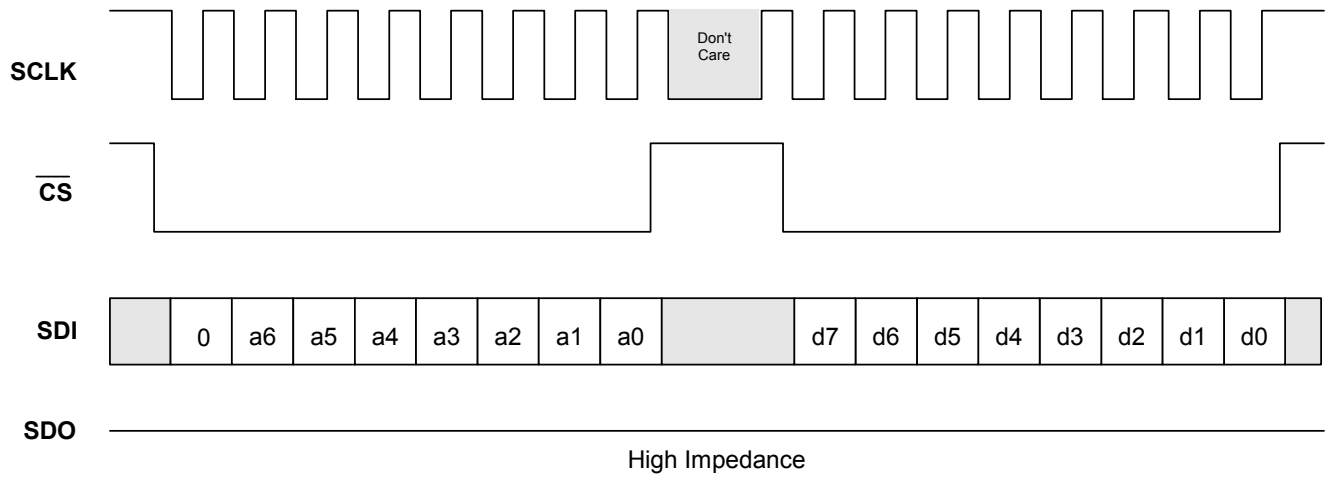 Don't
Care
SCLK
CS
SDI 0 a6 a5 a4 a3 a2 a1 a0 d7 d6 d5 d4 d3 d2 d1 d0
SDO
High Impedance